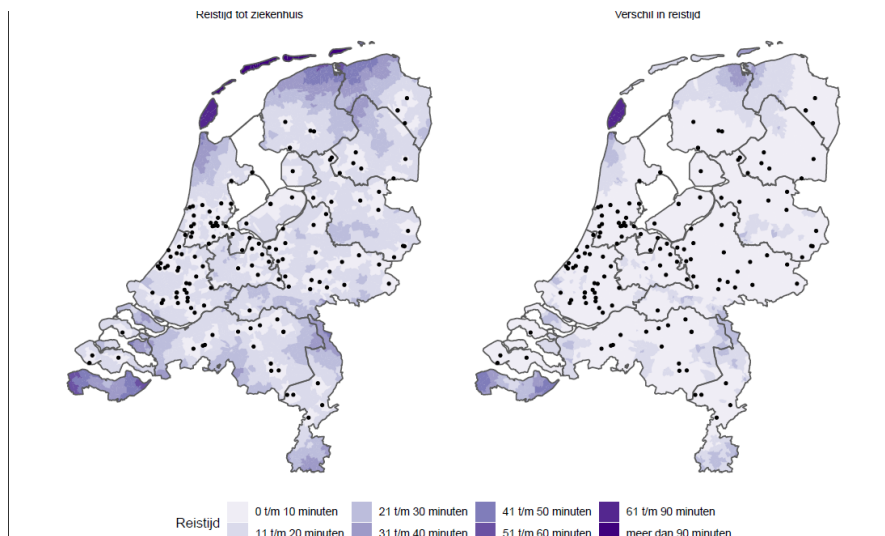 Reistijd tot ziekenhuis
Verschil in reistijd
Reistijd
0 t/m 10 minuten
21 t/m 30 minuten
41 t/m 50 minuten
61 t/m 90 minuten
11 t/m 20 minuten
31 t/m 40 minuten
51 t/m 60 minuten
meer dan 90 minuten